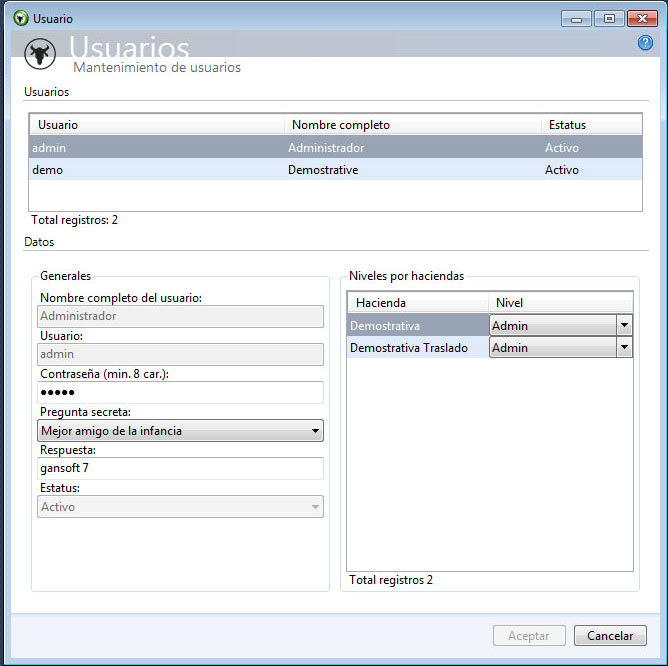 Usuario
Usuarios
Mantenimiento de usuarios
Usuarios
Usuario Nombre completo Estatus
admin Administrador Activo
demo Demostrative Activo
Total registros: 2
Datos
Generales
Nombre completo del usuario:
Administrador
Usuario:
admin
Contraseña (min. 8 car.):
●●●●●
Pregunta secreta:
Mejor amigo de la infancia
Respuesta:
gansoft 7
Estatus:
Activo
Niveles por haciendas
Hacienda Nivel
Demostrativa Admin
Demostrativa Traslado Admin
Total registros 2
Aceptar Cancelar